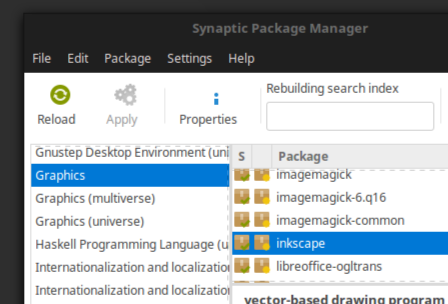 Synaptic Package Manager
File Edit Package Settings Help
Rebuilding search index
Reload Apply Properties
S Package
Gnustep Desktop Environment (uni
Graphics
Graphics (multiverse)
Graphics (universe)
Haskell Programming Language (u
Internationalization and localization
Internationalization and localization
imagemagick
imagemagick-6.q16
imagemagick-common
inkscape
libreoffice-ogltrans
vector-based drawing program